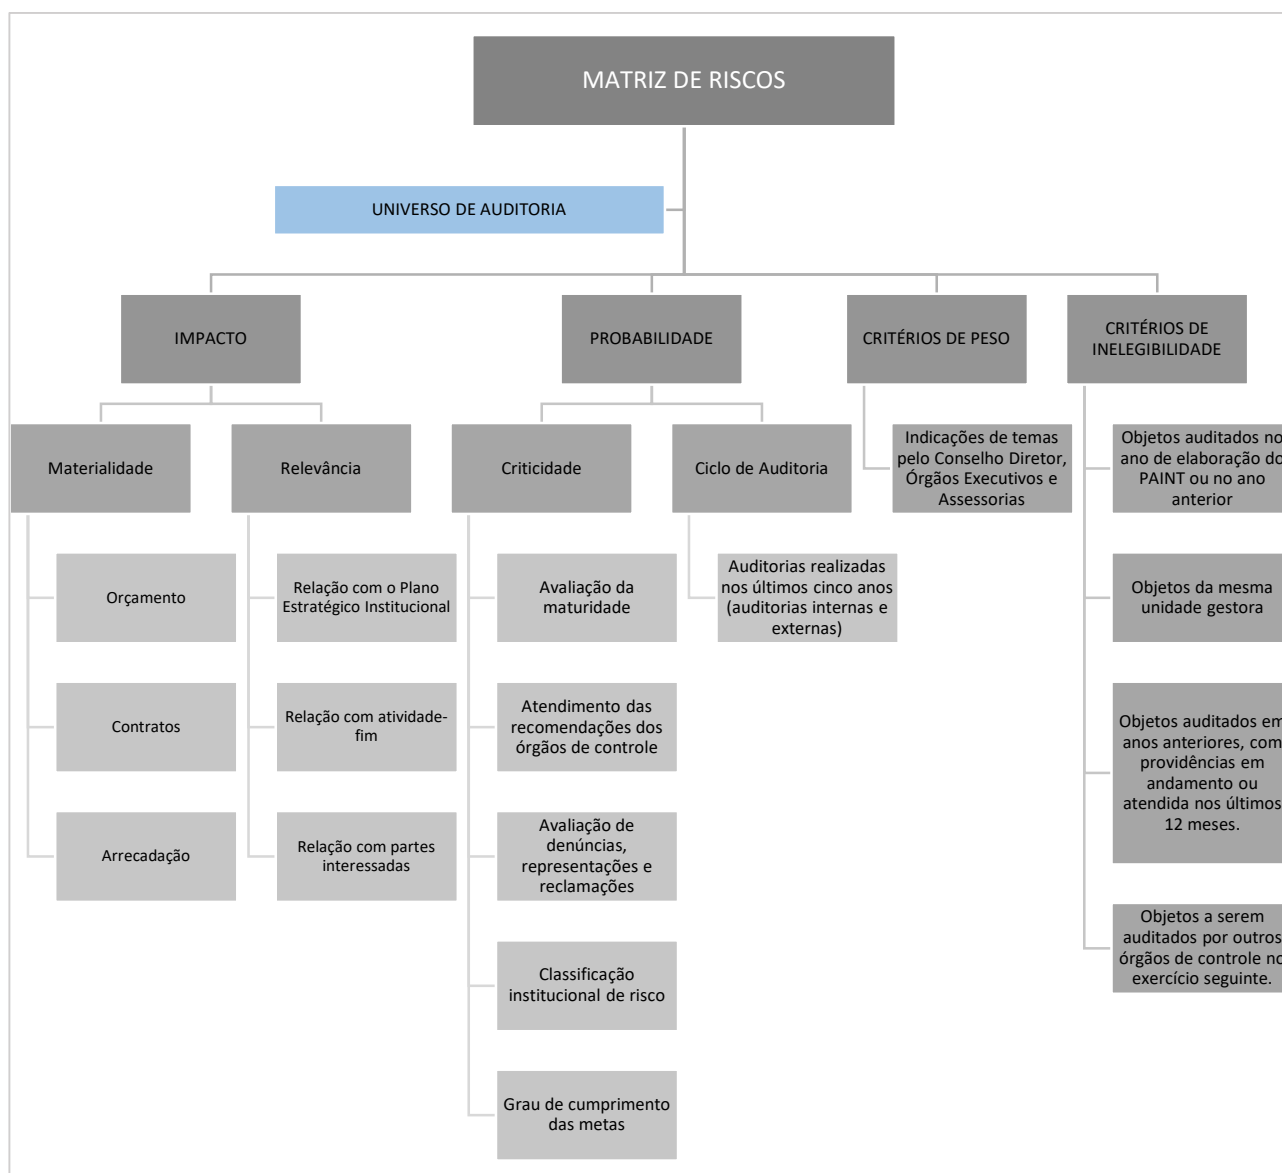 MATRIZ DE RISCOS
UNIVERSO DE AUDITORIA
IMPACTO
PROBABILIDADE
CRITÉRIOS DE PESO
CRITÉRIOS DE
INELEGIBILIDADE
Materialidade
Relevância
Criticidade
Ciclo de Auditoria
Indicações de temas
pelo Conselho Diretor,
Órgãos Executivos e
Assessorias
Objetos auditados no
ano de elaboração do
PAINT ou no ano
anterior
Orçamento
Relação com o Plano
Estratégico Institucional
Avaliação da
maturidade
Auditorias realizadas
nos últimos cinco anos
(auditorias internas e
externas)
Objetos da mesma
unidade gestora
Contratos
Relação com atividade-
fim
Atendimento das
recomendações dos
órgãos de controle
Objetos auditados em
anos anteriores, com
providências em
andamento ou
atendida nos últimos
12 meses.
Arrecadação
Relação com partes
interessadas
Avaliação de
denúncias,
representações e
reclamações
Classificação
institucional de risco
Objetos a serem
auditados por outros
órgãos de controle no
exercício seguinte.
Grau de cumprimento
das metas